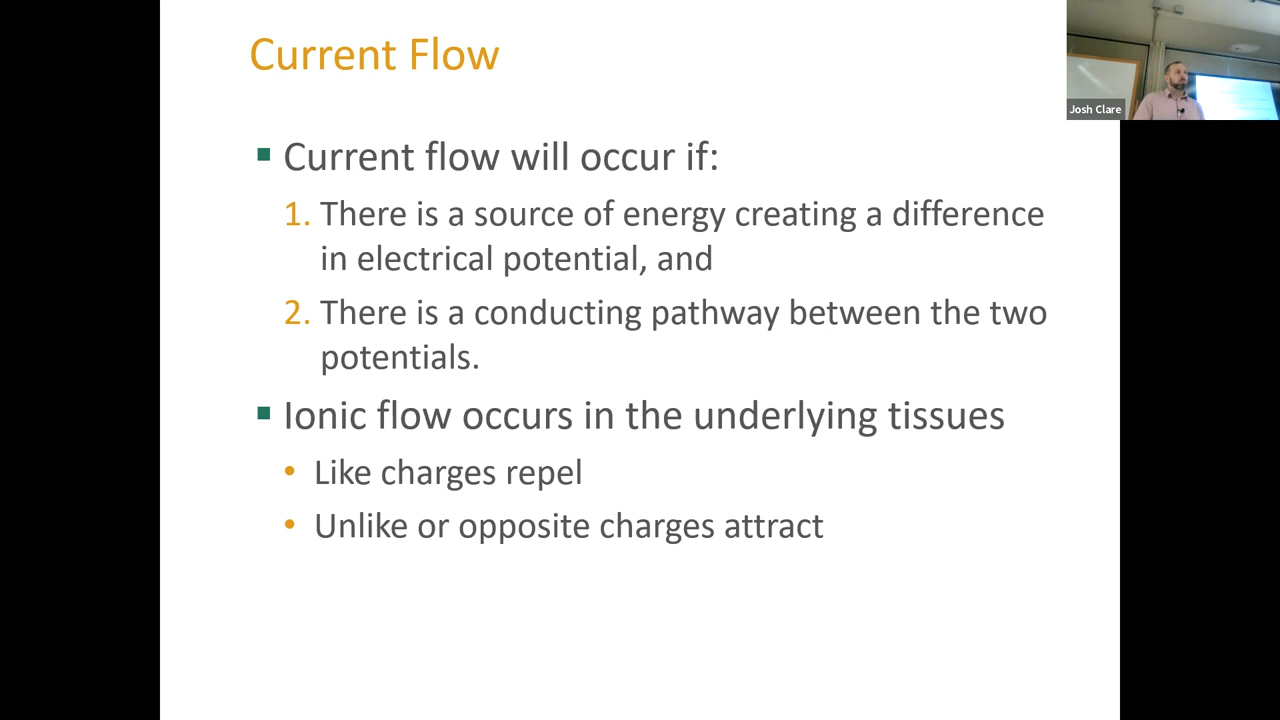 Current Flow
Current flow will occur if:
1. There is a source of energy creating a difference
in electrical potential, and
2. There is a conducting pathway between the two
potentials.
Ionic flow occurs in the underlying tissues
• Like charges repel
• Unlike or opposite charges attract
Josh Clare